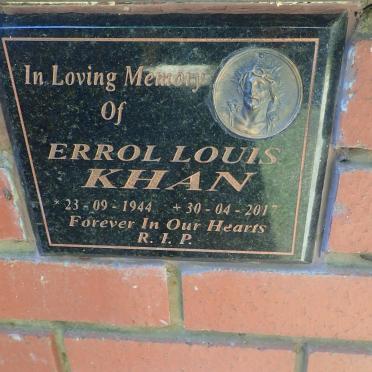 In Loving Memory
Of
ERROL LOUIS
KHAN
* 23-09-1944 + 30-04-2017
Forever In Our Hearts
R.I.P.